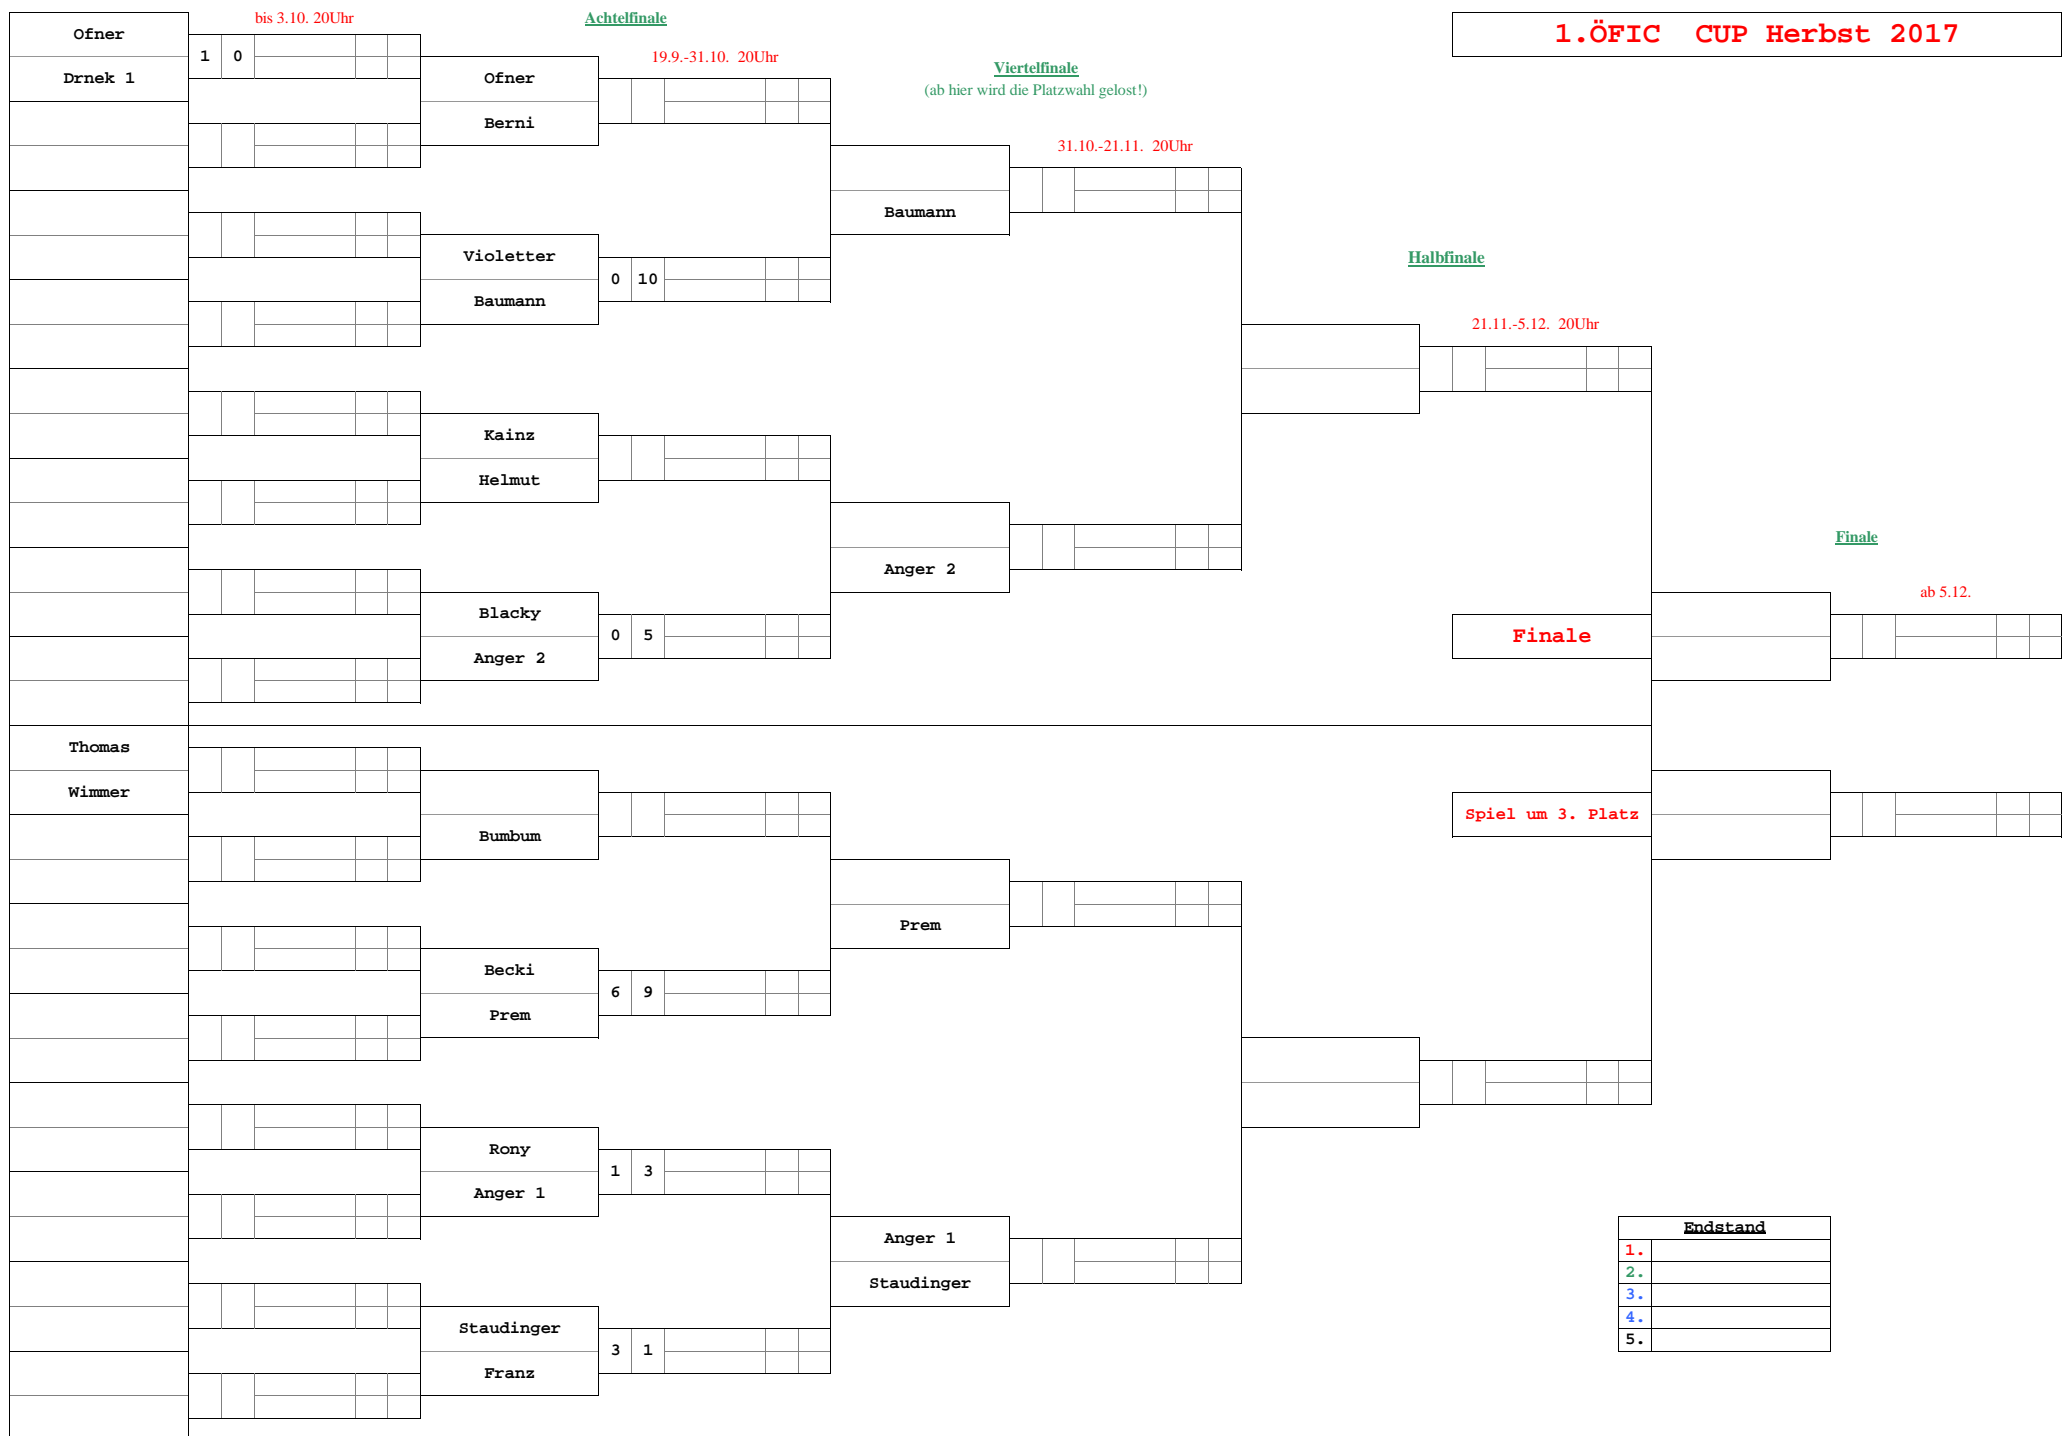 bis 3.10. 20Uhr
Achtelfinale
1.ÖFIC CUP Herbst 2017
Ofner
1 0
Drnek 1
19.9.-31.10. 20Uhr
Viertelfinale
(ab hier wird die Platzwahl gelost!)
Ofner
Berni
31.10.-21.11. 20Uhr
Baumann
Violetter
0 10
Baumann
Halbfinale
21.11.-5.12. 20Uhr
Kainz
Helmut
Finale
Anger 2
ab 5.12.
Blacky
0 5
Anger 2
Finale
Thomas
Wimmer
Bumbum
Spiel um 3. Platz
Prem
Becki
6 9
Prem
Rony
1 3
Anger 1
Anger 1
Staudinger
Endstand
1.
2.
3.
4.
5.
Staudinger
3 1
Franz